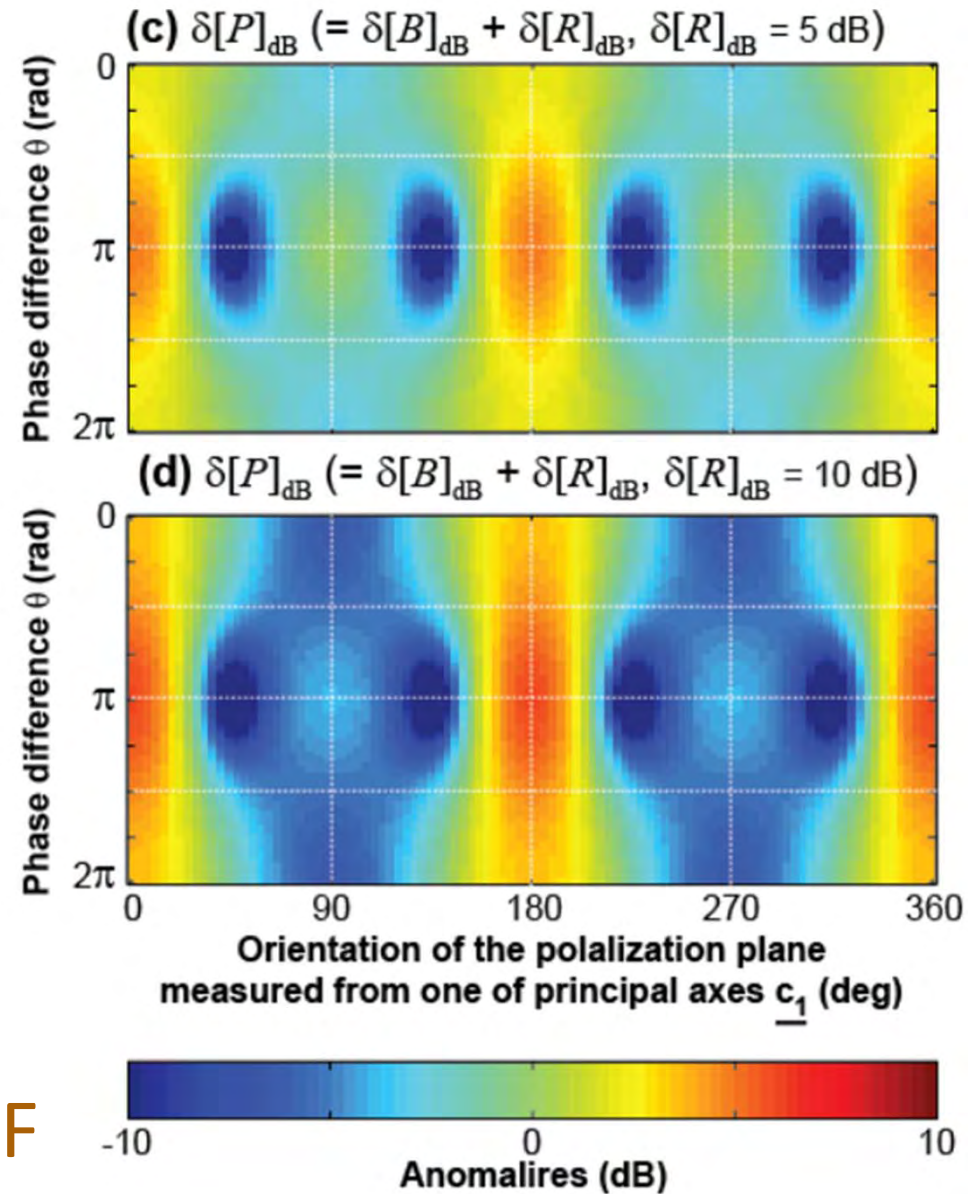 (c) δ[P]dB (= δ[B]dB + δ[R]dB, δ[R]dB = 5 dB)
0
π
2π
Phase difference θ (rad)
(d) δ[P]dB (= δ[B]dB + δ[R]dB, δ[R]dB = 10 dB)
0
π
2π
Phase difference θ (rad)
0 90 180 270 360
Orientation of the polalization plane
measured from one of principal axes c1 (deg)
F
-10 0 10
Anomalires (dB)